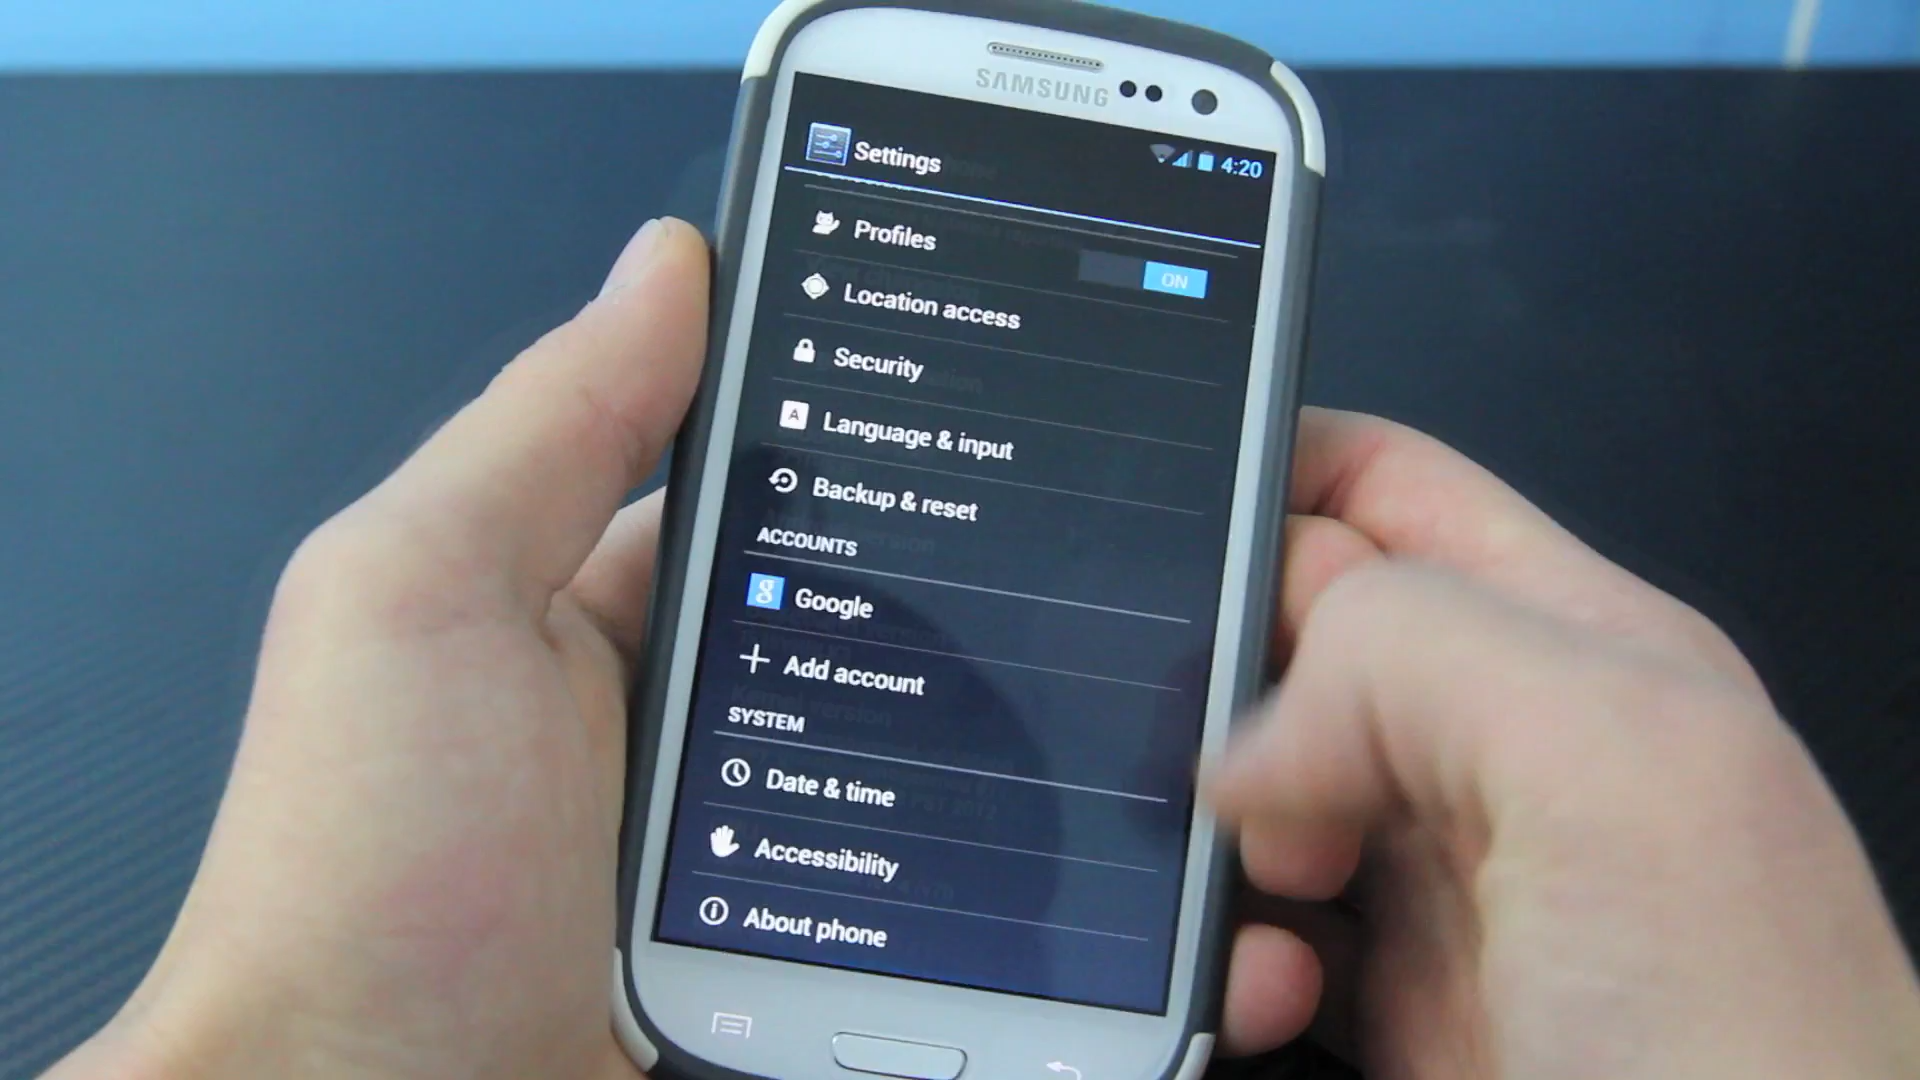 SAMSUNG
Settings
4:20
Profiles
ON
Location access
Security
A
Language & input
Backup & reset
ACCOUNTS
g
Google
Add account
SYSTEM
Date & time
Accessibility
About phone